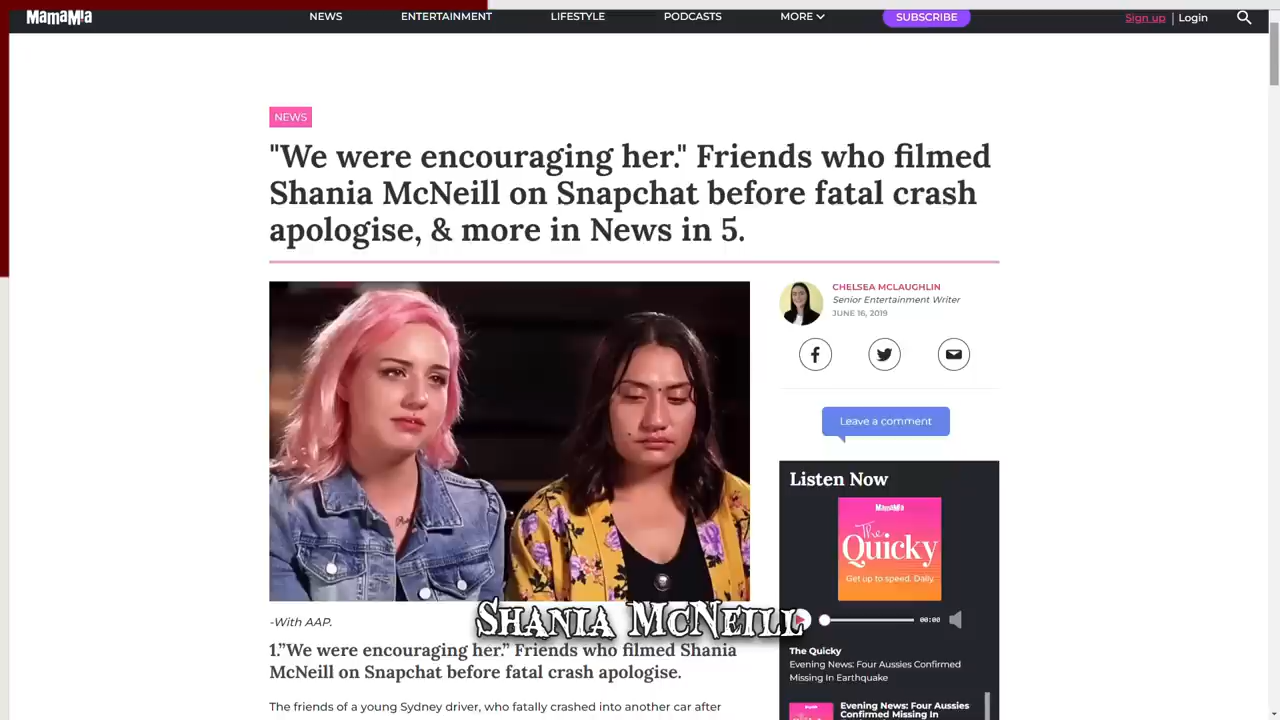 MamaMia
NEWS
ENTERTAINMENT
LIFESTYLE
PODCASTS
MORE
SUBSCRIBE
Sign up | Login
NEWS
"We were encouraging her." Friends who filmed
Shania McNeill on Snapchat before fatal crash
apologise, & more in News in 5.
CHELSEA MCLAUGHLIN
Senior Entertainment Writer
JUNE 16, 2019
Leave a comment
Listen Now
MamaMia
The
Quicky
Get up to speed. Daily.
00:00
The Quicky
Evening News: Four Aussies Confirmed
Missing In Earthquake
Evening News: Four Aussies
Confirmed Missing In
-With AAP.
SHANIA MCNEILL
1."We were encouraging her." Friends who filmed Shania
McNeill on Snapchat before fatal crash apologise.
The friends of a young Sydney driver, who fatally crashed into another car after